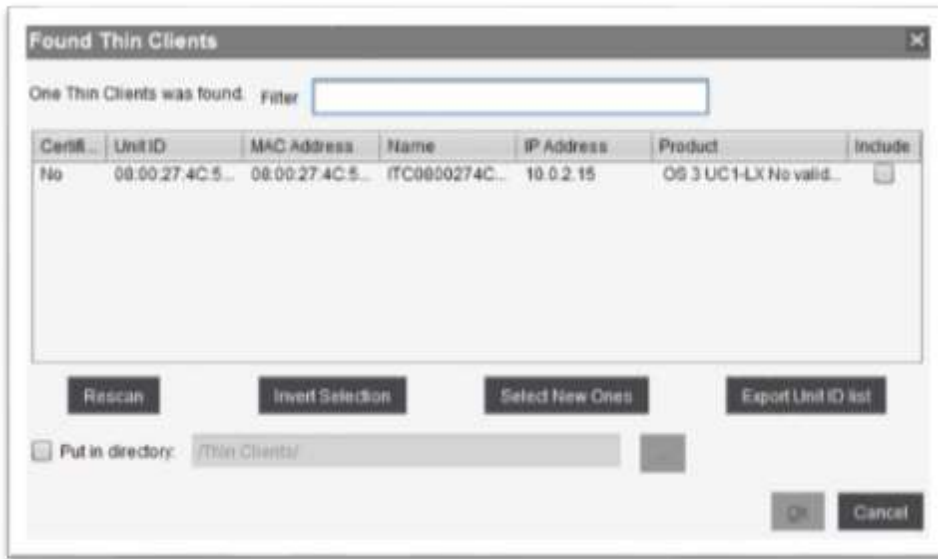 Found Thin Clients
One Thin Clients was found. Filter
Certifi... Unit ID MAC Address Name IP Address Product Include
No 08:00:27:4C:5... 08:00:27:4C:5... ITC0800274C... 10.0.2.15 OS 3 UC1-LX No valid...
Rescan Invert Selection Select New Ones Export Unit ID list
Put in directory: /Thin Clients/ ...
Ok Cancel